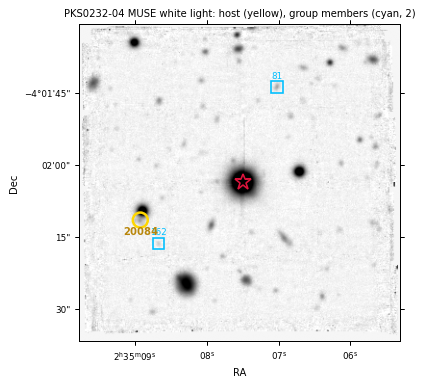 PKS0232-04 MUSE white light: host (yellow), group members (cyan, 2)
81
−4°01'45"
02'00"
Dec
15"
20084
62
30"
2ʰ35ᵐ09ˢ 08ˢ 07ˢ 06ˢ
RA